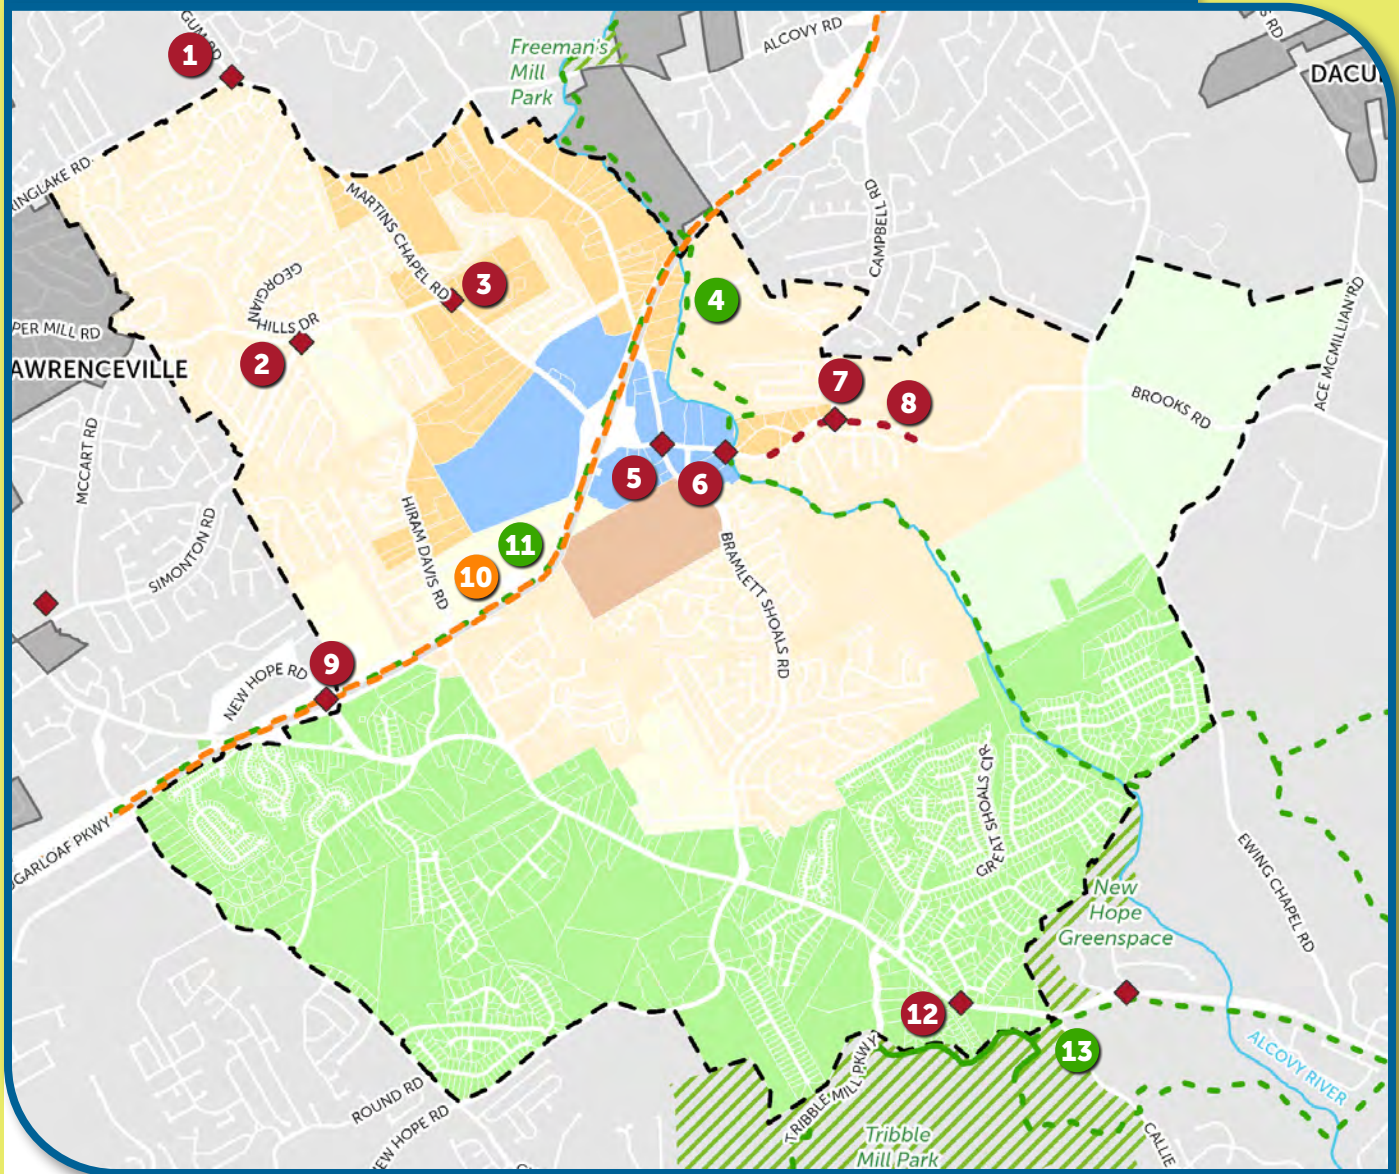 GUM RD
1
Freeman's
Mill
Park
ALCOVY RD
S RD
DACU
INGLAKE RD
MARTINS CHAPEL RD
CAMPBELL RD
3
4
GEORGIAN
HILLS DR
2
PER MILL RD
AWRENCEVILLE
7
8
BROOKS RD
ACE MCMILLIAN RD
MCCART RD
5
6
SIMONTON RD
HIRAM DAVIS RD
11
10
BRAMLETT SHOALS RD
9
NEW HOPE RD
GREAT SHOALS CIR
UGARLOAF PKWY
EWING CHAPEL RD
New
Hope
Greenspace
12
13
ALCOVY RIVER
TRIBBLE MILL PKWY
ROUND RD
EW HOPE RD
Tribble
Mill Park
CALLIE